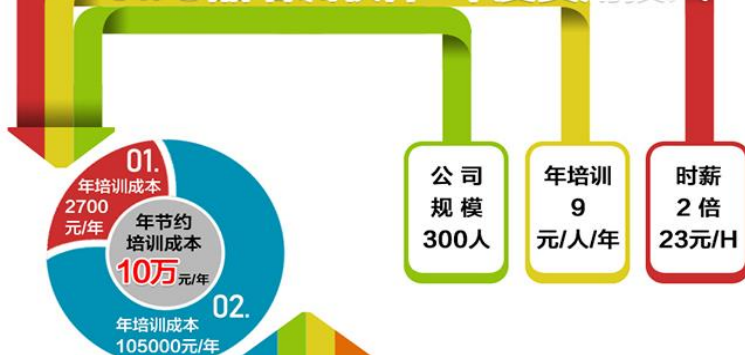 公司
规模
300人
年培训
9
元/人/年
时薪
2倍
23元/H
01.
年培训成本
2700
元/年
年节约
培训成本
10万元/年
02.
年培训成本
105000元/年